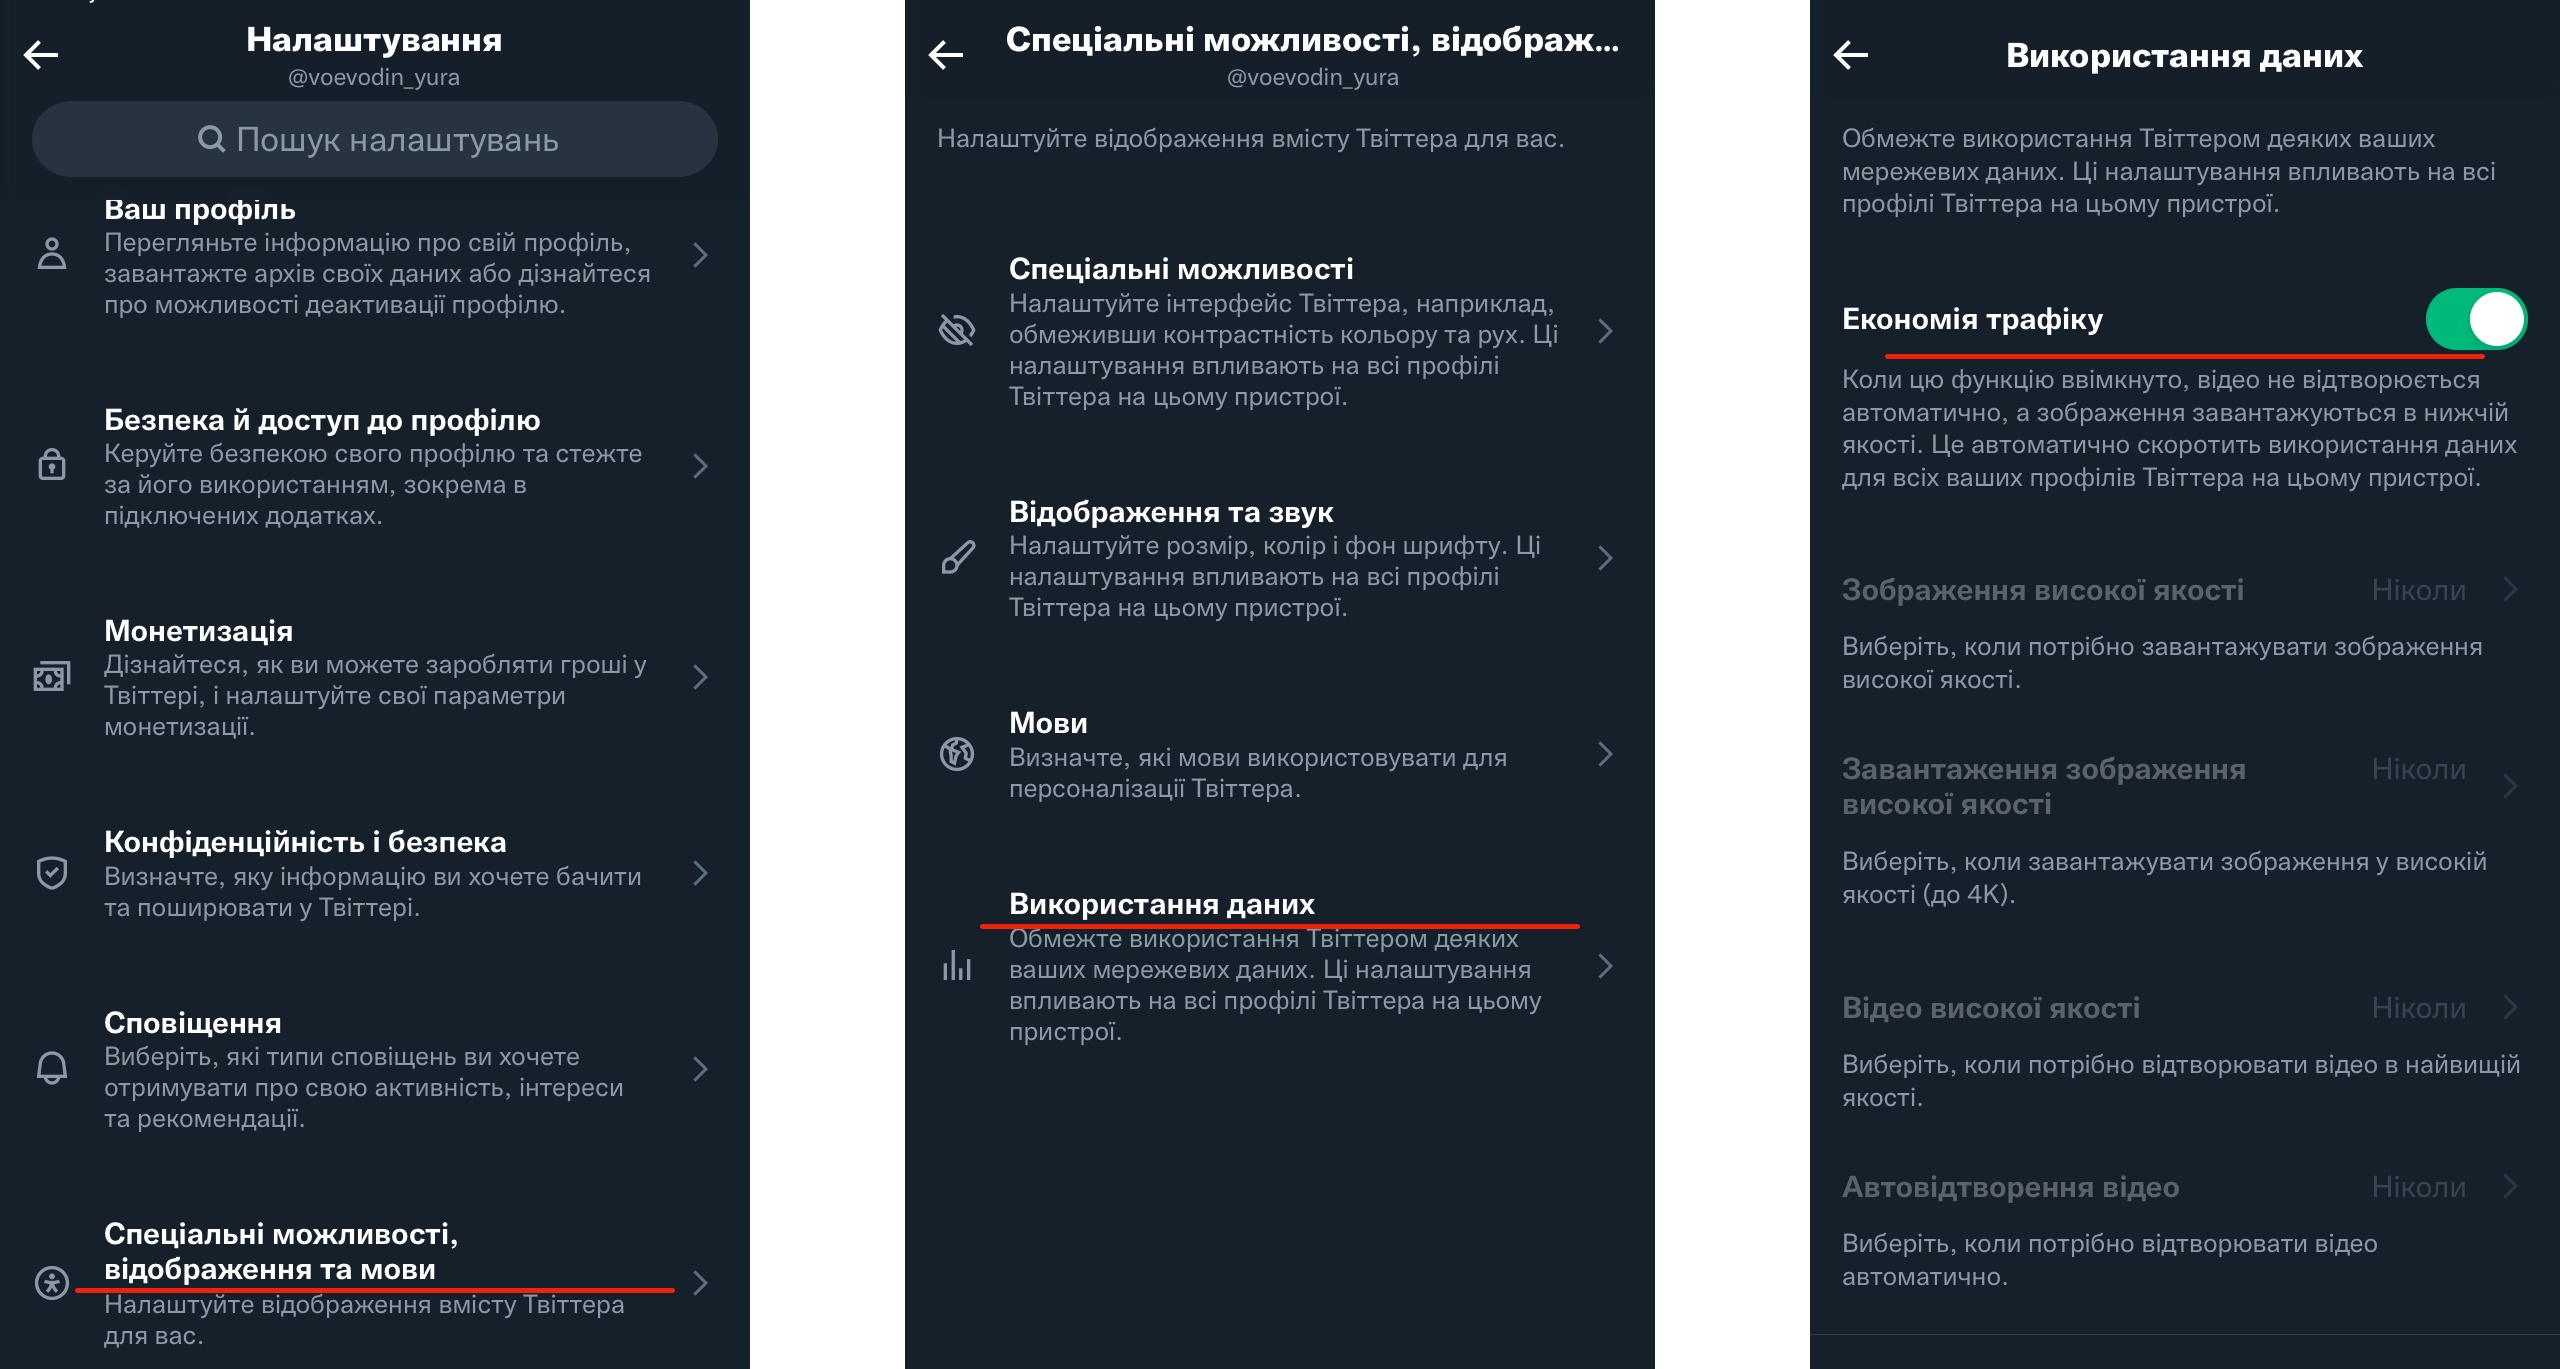 Налаштування
@voevodin_yura
Пошук налаштувань
Ваш профіль
Перегляньте інформацію про свій профіль,
завантажте архів своїх даних або дізнайтеся
про можливості деактивації профілю.
Безпека й доступ до профілю
Керуйте безпекою свого профілю та стежте
за його використанням, зокрема в
підключених додатках.
Монетизація
Дізнайтеся, як ви можете заробляти гроші у
Твіттері, і налаштуйте свої параметри
монетизації.
Конфіденційність і безпека
Визначте, яку інформацію ви хочете бачити
та поширювати у Твіттері.
Сповіщення
Виберіть, які типи сповіщень ви хочете
отримувати про свою активність, інтереси
та рекомендації.
Спеціальні можливості,
відображення та мови
Налаштуйте відображення вмісту Твіттера
для вас.
Спеціальні можливості, відображ...
@voevodin_yura
Налаштуйте відображення вмісту Твіттера для вас.
Спеціальні можливості
Налаштуйте інтерфейс Твіттера, наприклад,
обмеживши контрастність кольору та рух. Ці
налаштування впливають на всі профілі
Твіттера на цьому пристрої.
Відображення та звук
Налаштуйте розмір, колір і фон шрифту. Ці
налаштування впливають на всі профілі
Твіттера на цьому пристрої.
Мови
Визначте, які мови використовувати для
персоналізації Твіттера.
Використання даних
Обмежте використання Твіттером деяких
ваших мережевих даних. Ці налаштування
впливають на всі профілі Твіттера на цьому
пристрої.
Використання даних
Обмежте використання Твіттером деяких ваших
мережевих даних. Ці налаштування впливають на всі
профілі Твіттера на цьому пристрої.
Економія трафіку
Коли цю функцію ввімкнуто, відео не відтворюється
автоматично, а зображення завантажуються в нижчій
якості. Це автоматично скоротить використання даних
для всіх ваших профілів Твіттера на цьому пристрої.
Зображення високої якості Ніколи
Виберіть, коли потрібно завантажувати зображення
високої якості.
Завантаження зображення Ніколи
високої якості
Виберіть, коли завантажувати зображення у високій
якості (до 4K).
Відео високої якості Ніколи
Виберіть, коли потрібно відтворювати відео в найвищій
якості.
Автовідтворення відео Ніколи
Виберіть, коли потрібно відтворювати відео
автоматично.